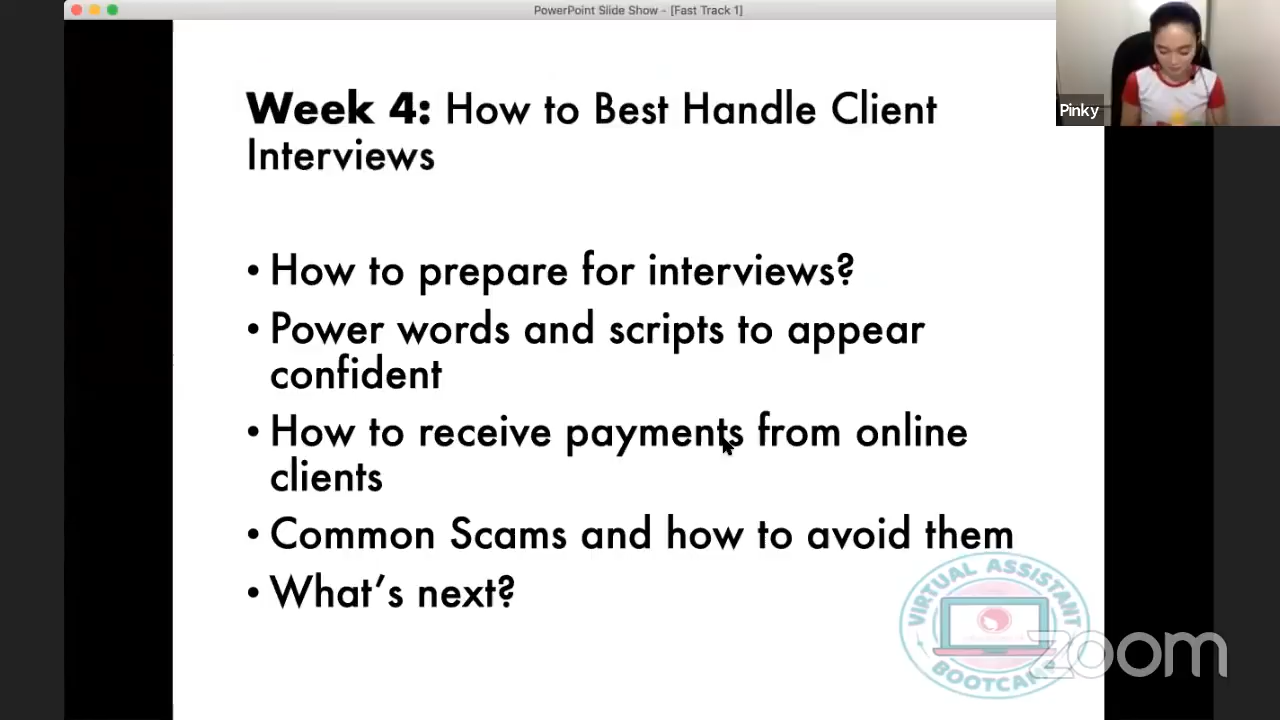 PowerPoint Slide Show - [Fast Track 1]
Pinky
Week 4: How to Best Handle Client
Interviews
• How to prepare for interviews?
• Power words and scripts to appear
confident
• How to receive payments from online
clients
• Common Scams and how to avoid them
• What's next?
VIRTUAL ASSISTANT
BOOTCAMP
zoom